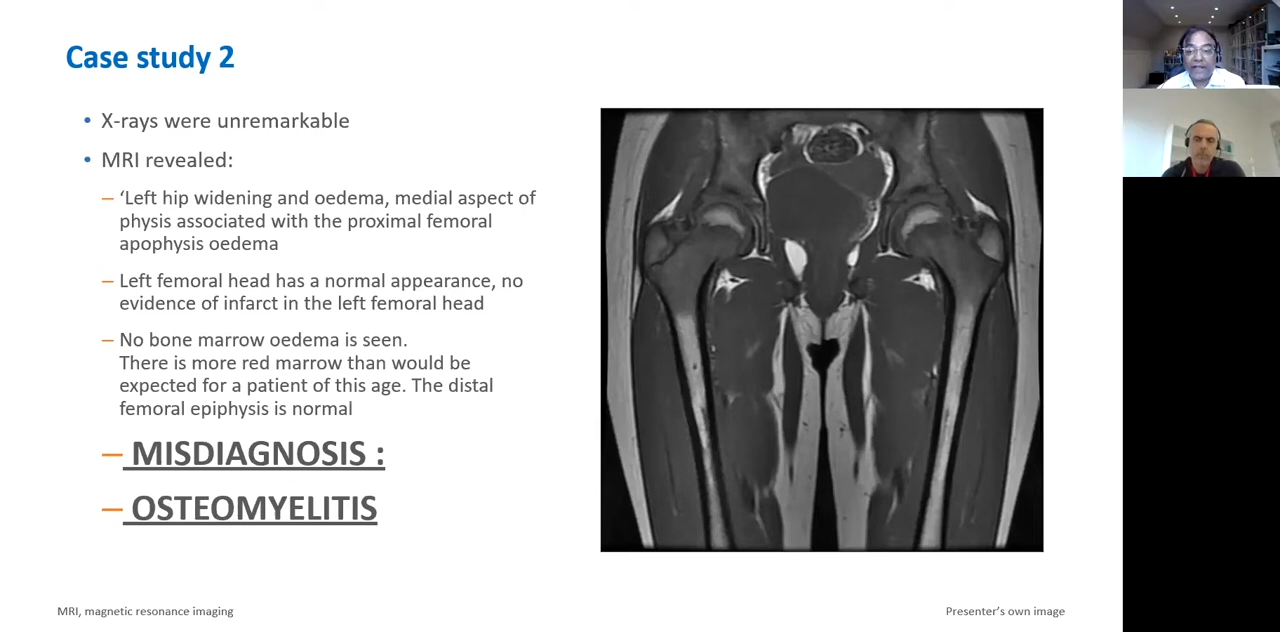 Case study 2
• X-rays were unremarkable
• MRI revealed:
– ‘Left hip widening and oedema, medial aspect of
physis associated with the proximal femoral
apophysis oedema
– Left femoral head has a normal appearance, no
evidence of infarct in the left femoral head
– No bone marrow oedema is seen.
There is more red marrow than would be
expected for a patient of this age. The distal
femoral epiphysis is normal
– MISDIAGNOSIS :
– OSTEOMYELITIS
MRI, magnetic resonance imaging
Presenter’s own image